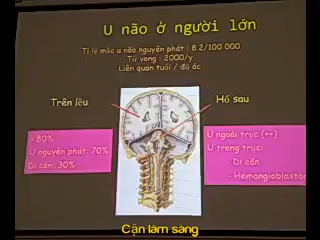 U não ở người lớn
Tỉ lệ mắc u não nguyên phát : 8.2/100 000
Tử vong : 2000/y
Liên quan tuổi / độ ác
Trên lều
Hố sau
> 80%
U nguyên phát: 70%
Di căn: 30%
U ngoài trục (++)
U trong trục:
- Di căn
- Hemangioblastom
Cận lâm sàng